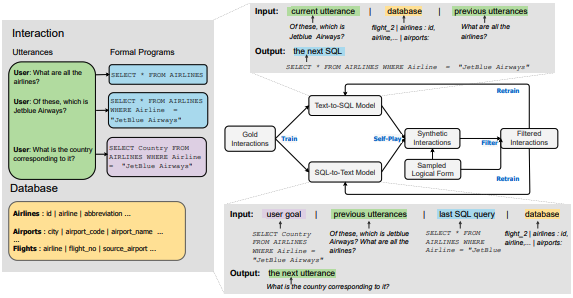 Interaction
Utterances
Formal Programs
User: What are all the airlines?
SELECT * FROM AIRLINES
User: Of these, which is Jetblue Airways?
SELECT * FROM AIRLINES
WHERE Airline =
"JetBlue Airways"
User: What is the country corresponding to it?
SELECT Country FROM
AIRLINES WHERE Airline
= "JetBlue Airways"
Database
Airlines : id | airline | abbreviation ...
Airports : city | airport_code | airport_name ...
...
Flights : airline | flight_no | source_airport ...
Input: current utterance | database | previous utterances
Of these, which is Jetblue Airways?
flight_2 | airlines : id, airline,... | airports:
What are all the airlines?
Output: the next SQL
SELECT * FROM AIRLINES WHERE Airline = "JetBlue Airways"
Gold Interactions
Train
Text-to-SQL Model
SQL-to-Text Model
Self-Play
Synthetic Interactions
Sampled Logical Form
Filter
Filtered Interactions
Retrain
Retrain
Input: user goal | previous utterances | last SQL query | database
SELECT Country
FROM AIRLINES
WHERE Airline =
"JetBlue Airways"
Of these, which is Jetblue
Airways? What are all the
airlines?
SELECT * FROM
AIRLINES WHERE
Airline = "JetBlue
flight_2 | airlines : id,
airline,... | airports:
Output: the next utterance
What is the country corresponding to it?